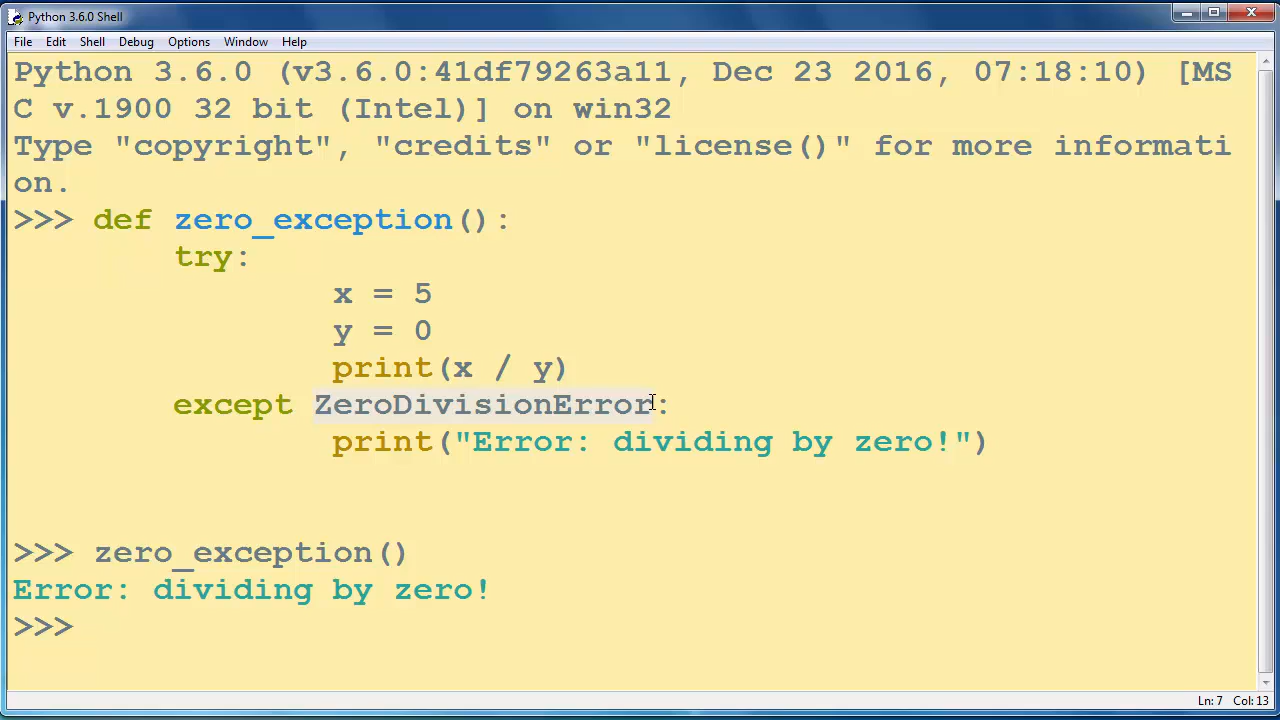 Python 3.6.0 Shell
File Edit Shell Debug Options Window Help
Python 3.6.0 (v3.6.0:41df79263a11, Dec 23 2016, 07:18:10) [MS
C v.1900 32 bit (Intel)] on win32
Type "copyright", "credits" or "license()" for more informati
on.
>>> def zero_exception():
        try:
                x = 5
                y = 0
                print(x / y)
        except ZeroDivisionError:
                print("Error: dividing by zero!")
>>> zero_exception()
Error: dividing by zero!
>>>
Ln: 7 Col: 13